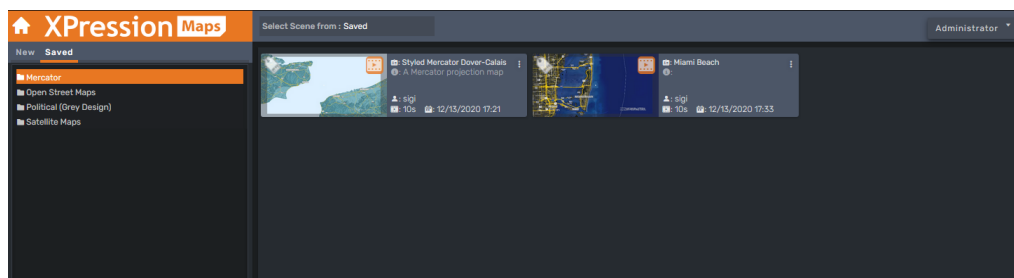 XPression Maps
Select Scene from : Saved
Administrator
New Saved
Mercator
Open Street Maps
Political (Grey Design)
Satellite Maps
: Styled Mercator Dover-Calais
: A Mercator projection map
: sigi
: 10s : 12/13/2020 17:21
: Miami Beach
:
: sigi
: 10s : 12/13/2020 17:33